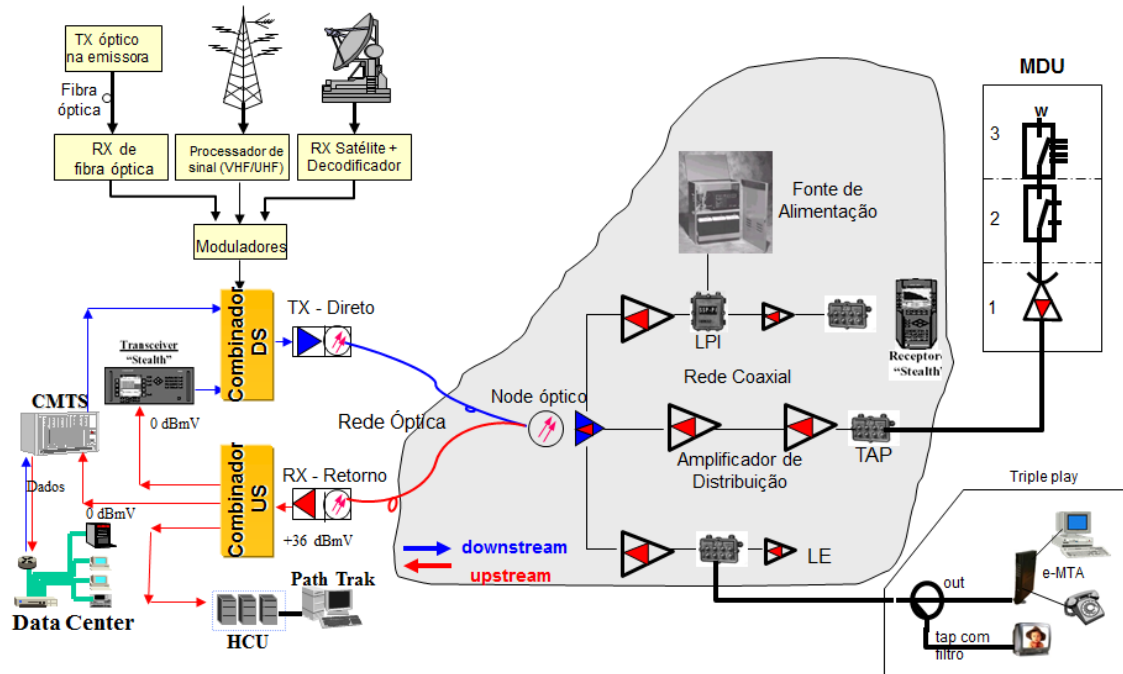 TX óptico
na emissora
Fibra
óptica
RX de
fibra óptica
Processador de
sinal (VHF/UHF)
RX Satélite +
Decodificador
Moduladores
Combinador
DS
TX - Direto
Transceiver
"Stealth"
0 dBmV
CMTS
Dados
0 dBmV
Combinador
US
RX - Retorno
+36 dBmV
Data Center
HCU
Path Trak
Rede Óptica
Node óptico
Fonte de
Alimentação
LPI
Rede Coaxial
Receptore
"Stealth"
Amplificador de
Distribuição
TAP
LE
downstream
upstream
MDU
W
3
2
1
Triple play
out
e-MTA
tap com
filtro